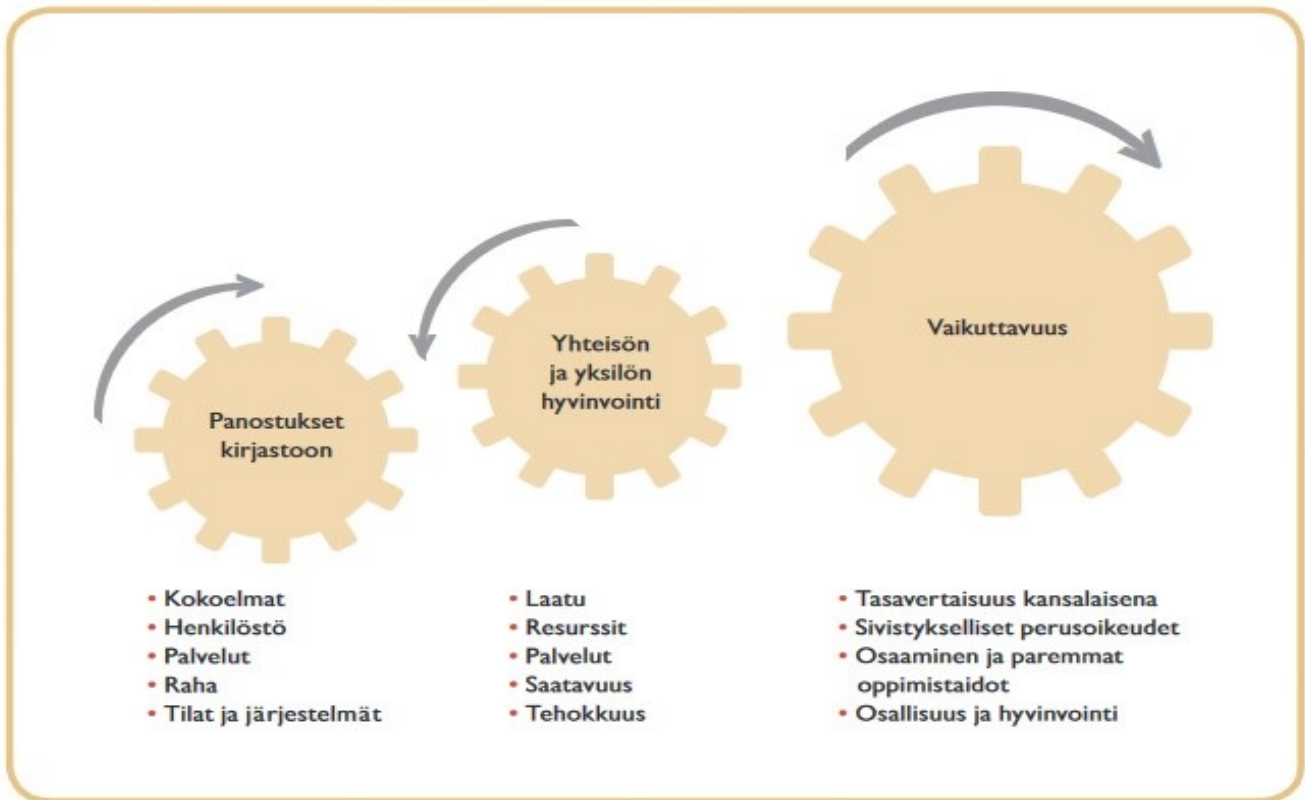 Panostukset
kirjastoon
Yhteisön
ja yksilön
hyvinvointi
Vaikuttavuus
• Kokoelmat
• Henkilöstö
• Palvelut
• Raha
• Tilat ja järjestelmät
• Laatu
• Resurssit
• Palvelut
• Saatavuus
• Tehokkuus
• Tasavertaisuus kansalaisena
• Sivistykselliset perusoikeudet
• Osaaminen ja paremmat
oppimistaidot
• Osallisuus ja hyvinvointi